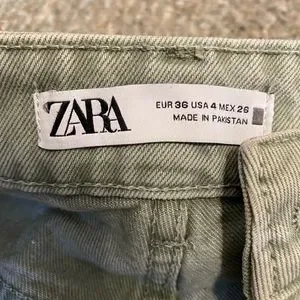 ZARA
EUR 36 USA 4 MEX 26
MADE IN PAKISTAN